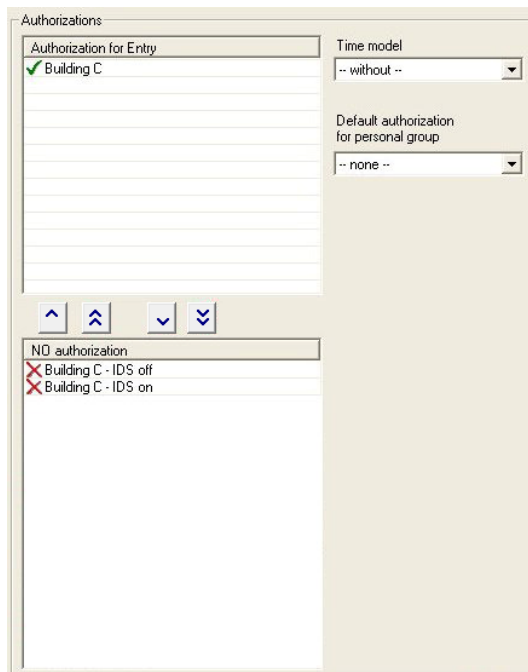 Authorizations
Authorization for Entry
Building C
Time model
-- without --
Default authorization
for personal group
-- none --
NO authorization
Building C - IDS off
Building C - IDS on